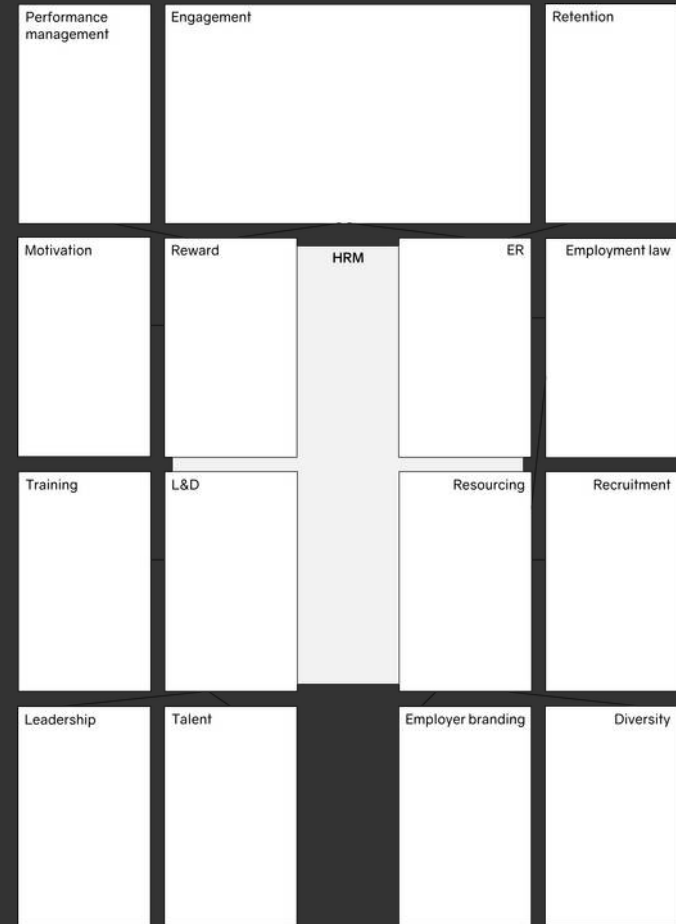 Performance
management
Engagement
Retention
Motivation
Reward
HRM
ER
Employment law
Training
L&D
Resourcing
Recruitment
Leadership
Talent
Employer branding
Diversity